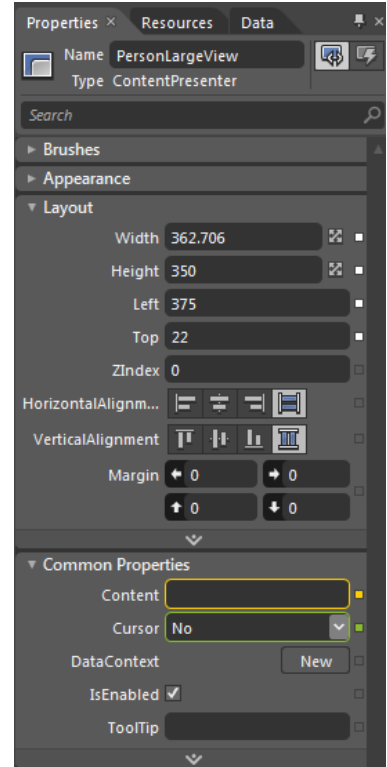 Properties × Resources Data
Name PersonLargeView
Type ContentPresenter
Search
Brushes
Appearance
Layout
Width 362.706
Height 350
Left 375
Top 22
ZIndex 0
HorizontalAlignm...
VerticalAlignment
Margin 0 0
0 0
Common Properties
Content
Cursor No
DataContext New
IsEnabled
ToolTip